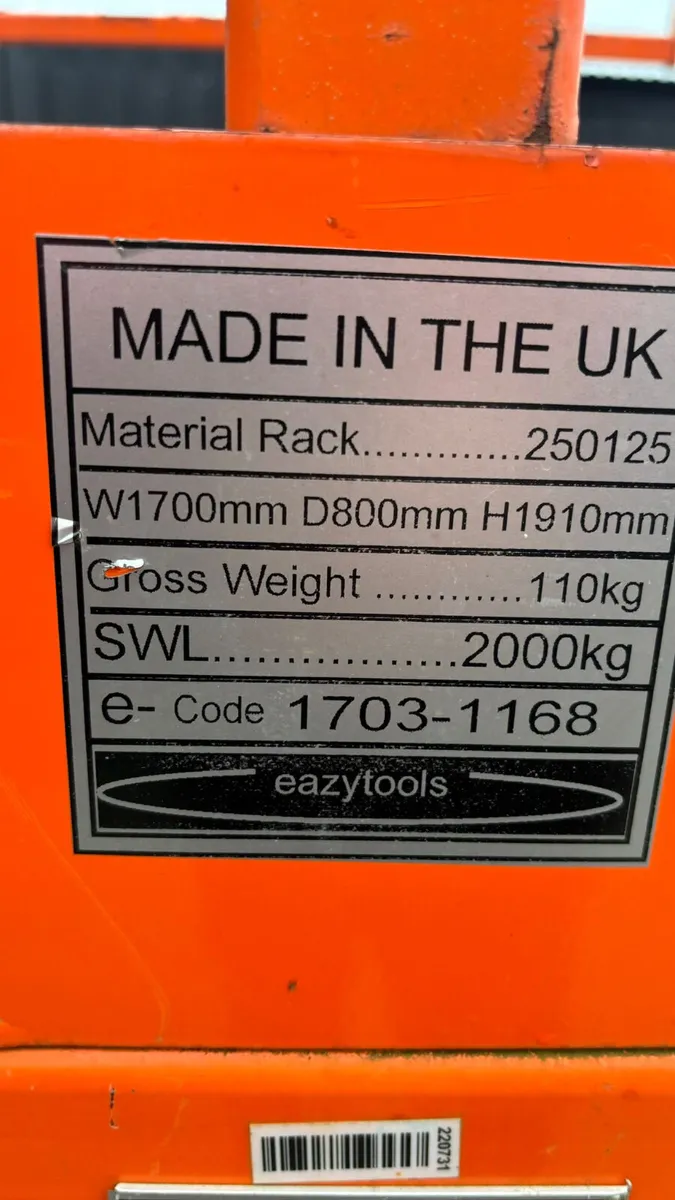 MADE IN THE UK
Material Rack.............250125
W1700mm D800mm H1910mm
Gross Weight ............110kg
SWL.................2000kg
e- Code 1703-1168
eazytools
220731